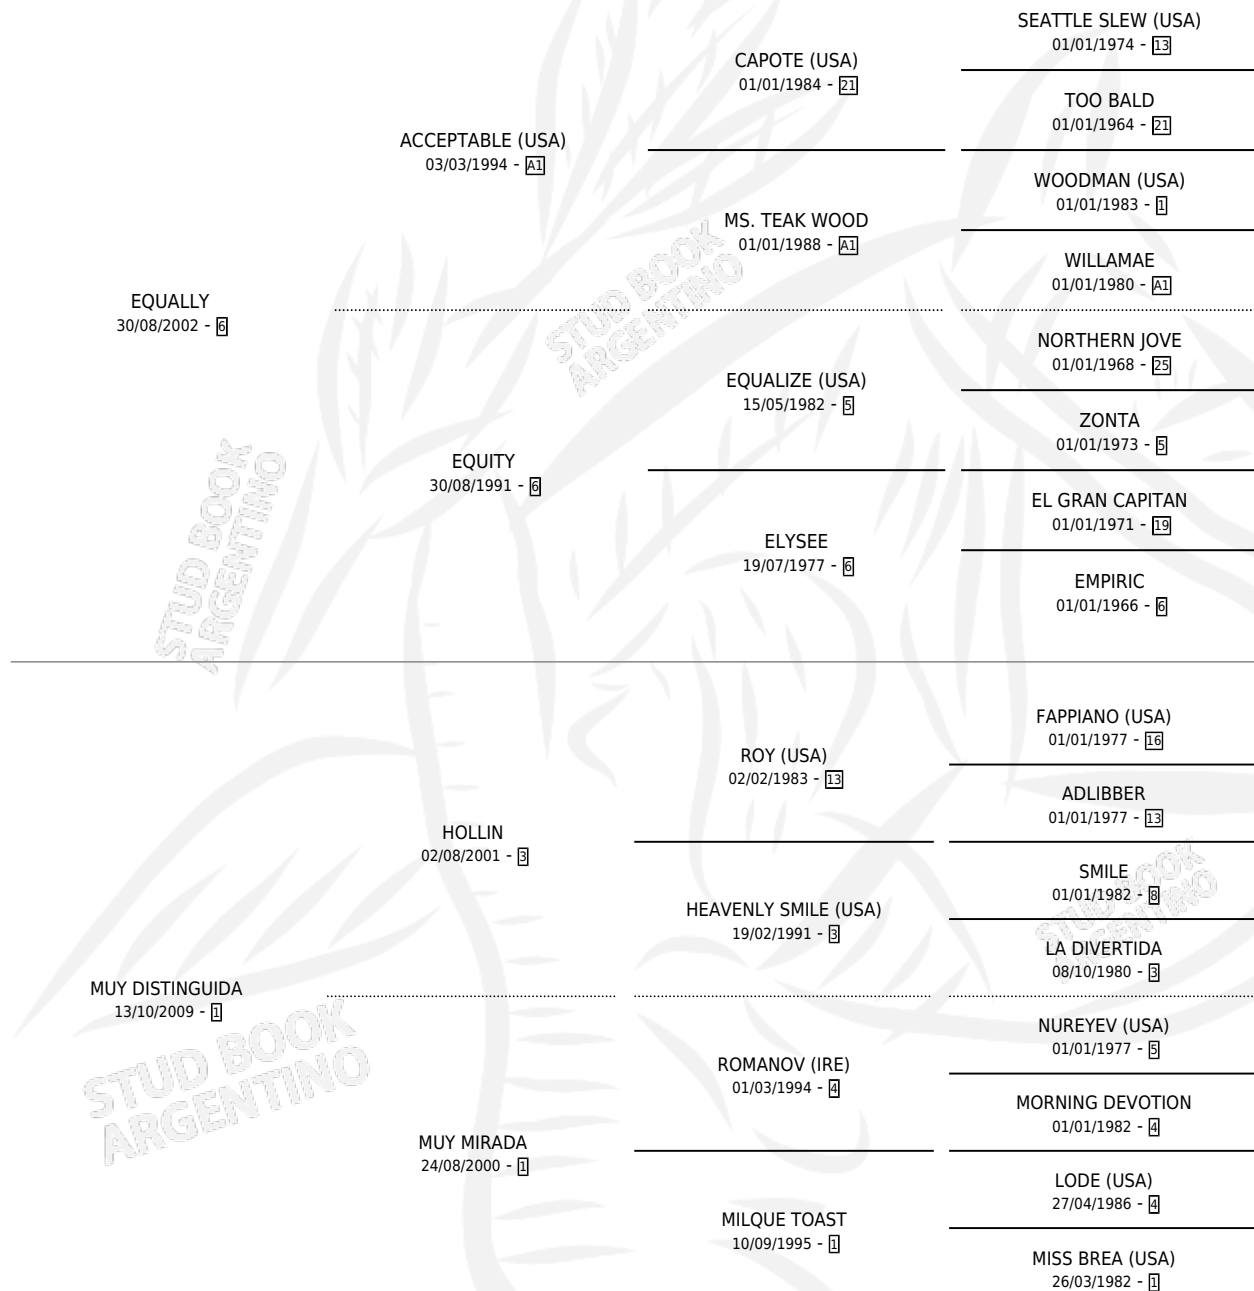 SEATTLE SLEW (USA)
01/01/1974 - 13
CAPOTE (USA)
01/01/1984 - 21
TOO BALD
01/01/1964 - 21
ACCEPTABLE (USA)
03/03/1994 - A1
WOODMAN (USA)
01/01/1983 - 1
MS. TEAK WOOD
01/01/1988 - A1
WILLAMAE
01/01/1980 - A1
STUD BOOK
ARGENTINO
EQUALLY
30/08/2002 - 6
NORTHERN JOVE
01/01/1968 - 25
EQUALIZE (USA)
15/05/1982 - 5
ZONTA
01/01/1973 - 5
EQUITY
30/08/1991 - 6
EL GRAN CAPITAN
01/01/1971 - 19
ELYSEE
19/07/1977 - 6
EMPIRIC
01/01/1966 - 6
STUD BOOK
ARGENTINO
FAPPIANO (USA)
01/01/1977 - 16
ROY (USA)
02/02/1983 - 13
ADLIBBER
01/01/1977 - 13
HOLLIN
02/08/2001 - 3
SMILE
01/01/1982 - 8
HEAVENLY SMILE (USA)
19/02/1991 - 3
LA DIVERTIDA
08/10/1980 - 3
STUD BOOK
ARGENTINO
MUY DISTINGUIDA
13/10/2009 - 1
NUREYEV (USA)
01/01/1977 - 5
ROMANOV (IRE)
01/03/1994 - 4
MORNING DEVOTION
01/01/1982 - 4
STUD BOOK
ARGENTINO
MUY MIRADA
24/08/2000 - 1
LODE (USA)
27/04/1986 - 4
MILQUE TOAST
10/09/1995 - 1
MISS BREA (USA)
26/03/1982 - 1